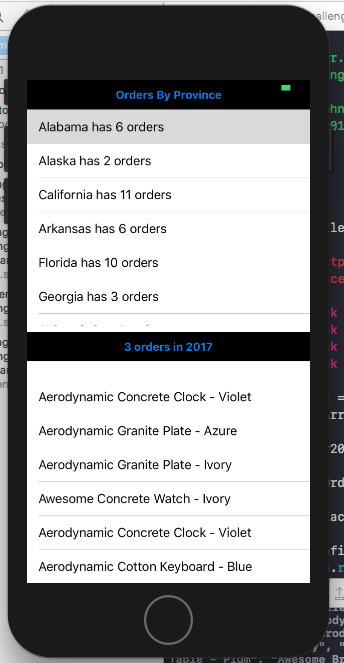 Orders By Province
Alabama has 6 orders
Alaska has 2 orders
California has 11 orders
Arkansas has 6 orders
Florida has 10 orders
Georgia has 3 orders
3 orders in 2017
Aerodynamic Concrete Clock - Violet
Aerodynamic Granite Plate - Azure
Aerodynamic Granite Plate - Ivory
Awesome Concrete Watch - Ivory
Aerodynamic Concrete Clock - Violet
Aerodynamic Cotton Keyboard - Blue